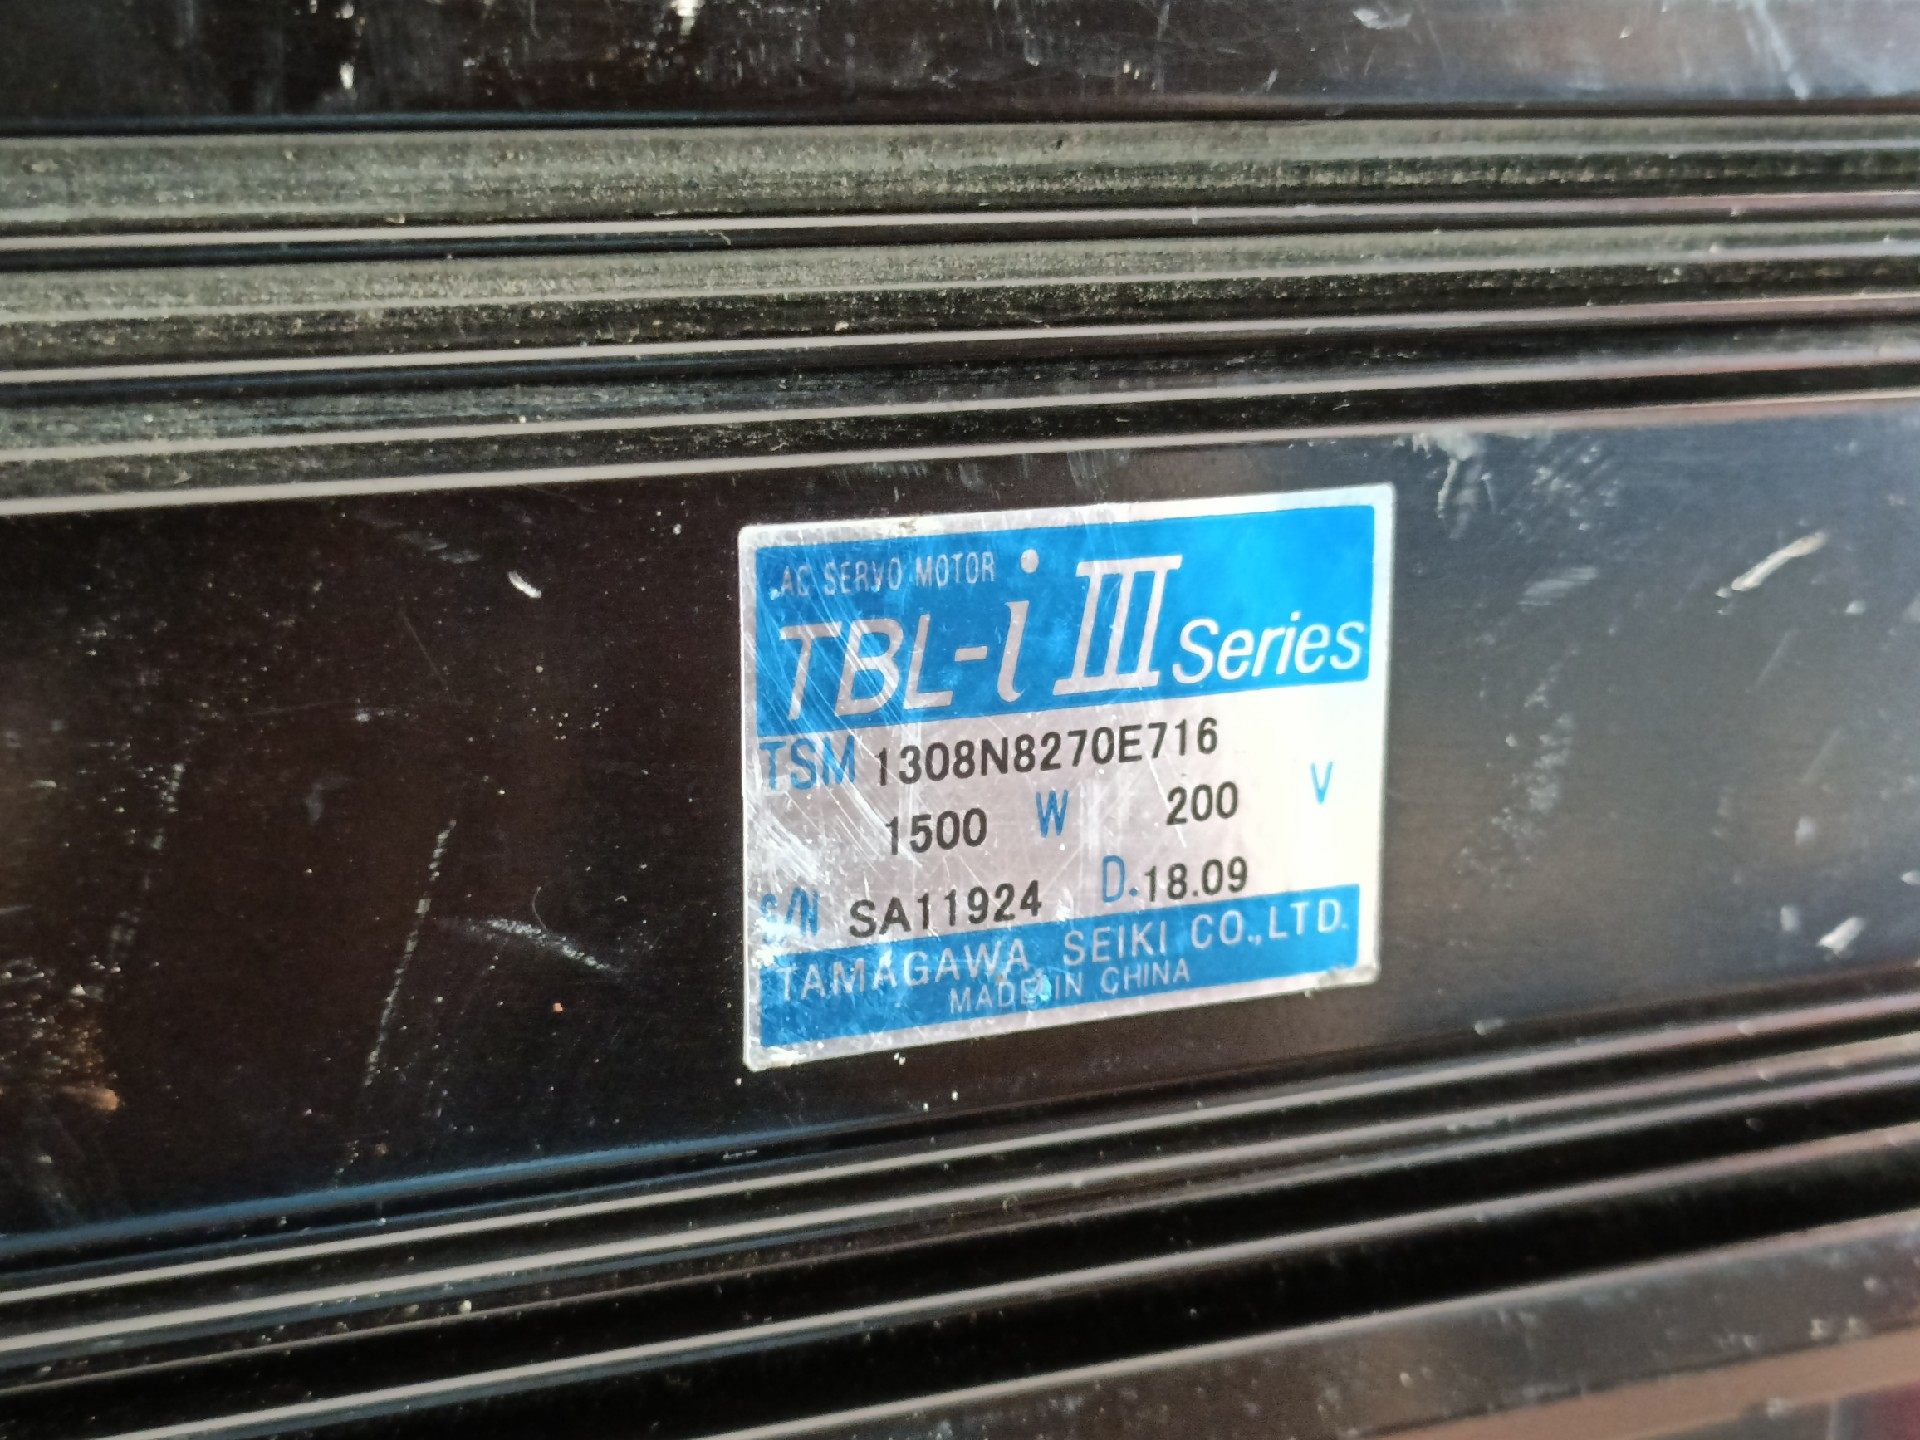 AC SERVO MOTOR
TBL-i III Series
TSM 1308N8270E716
1500 W 200 V
S/N SA11924 D.18.09
TAMAGAWA SEIKI CO.,LTD.
MADE IN CHINA